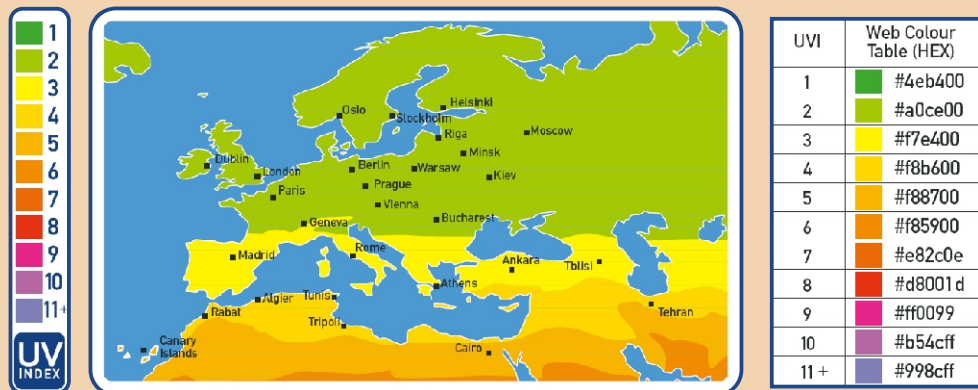 1
2
3
4
5
6
7
8
9
10
11+
UV
INDEX
Oslo
Helsinki
Stockholm
Riga
Moscow
Minsk
Dublin
London
Berlin
Warsaw
Kiev
Paris
Prague
Vienna
Geneva
Bucharest
Madrid
Rome
Ankara
Tblisi
Athens
Algier
Tunis
Rabat
Tripoli
Tehran
Canary
Islands
Cairo
UVI Web Colour
Table (HEX)
1 #4eb400
2 #a0ce00
3 #f7e400
4 #f8b600
5 #f88700
6 #f85900
7 #e82c0e
8 #d8001d
9 #ff0099
10 #b54cff
11 + #998cff